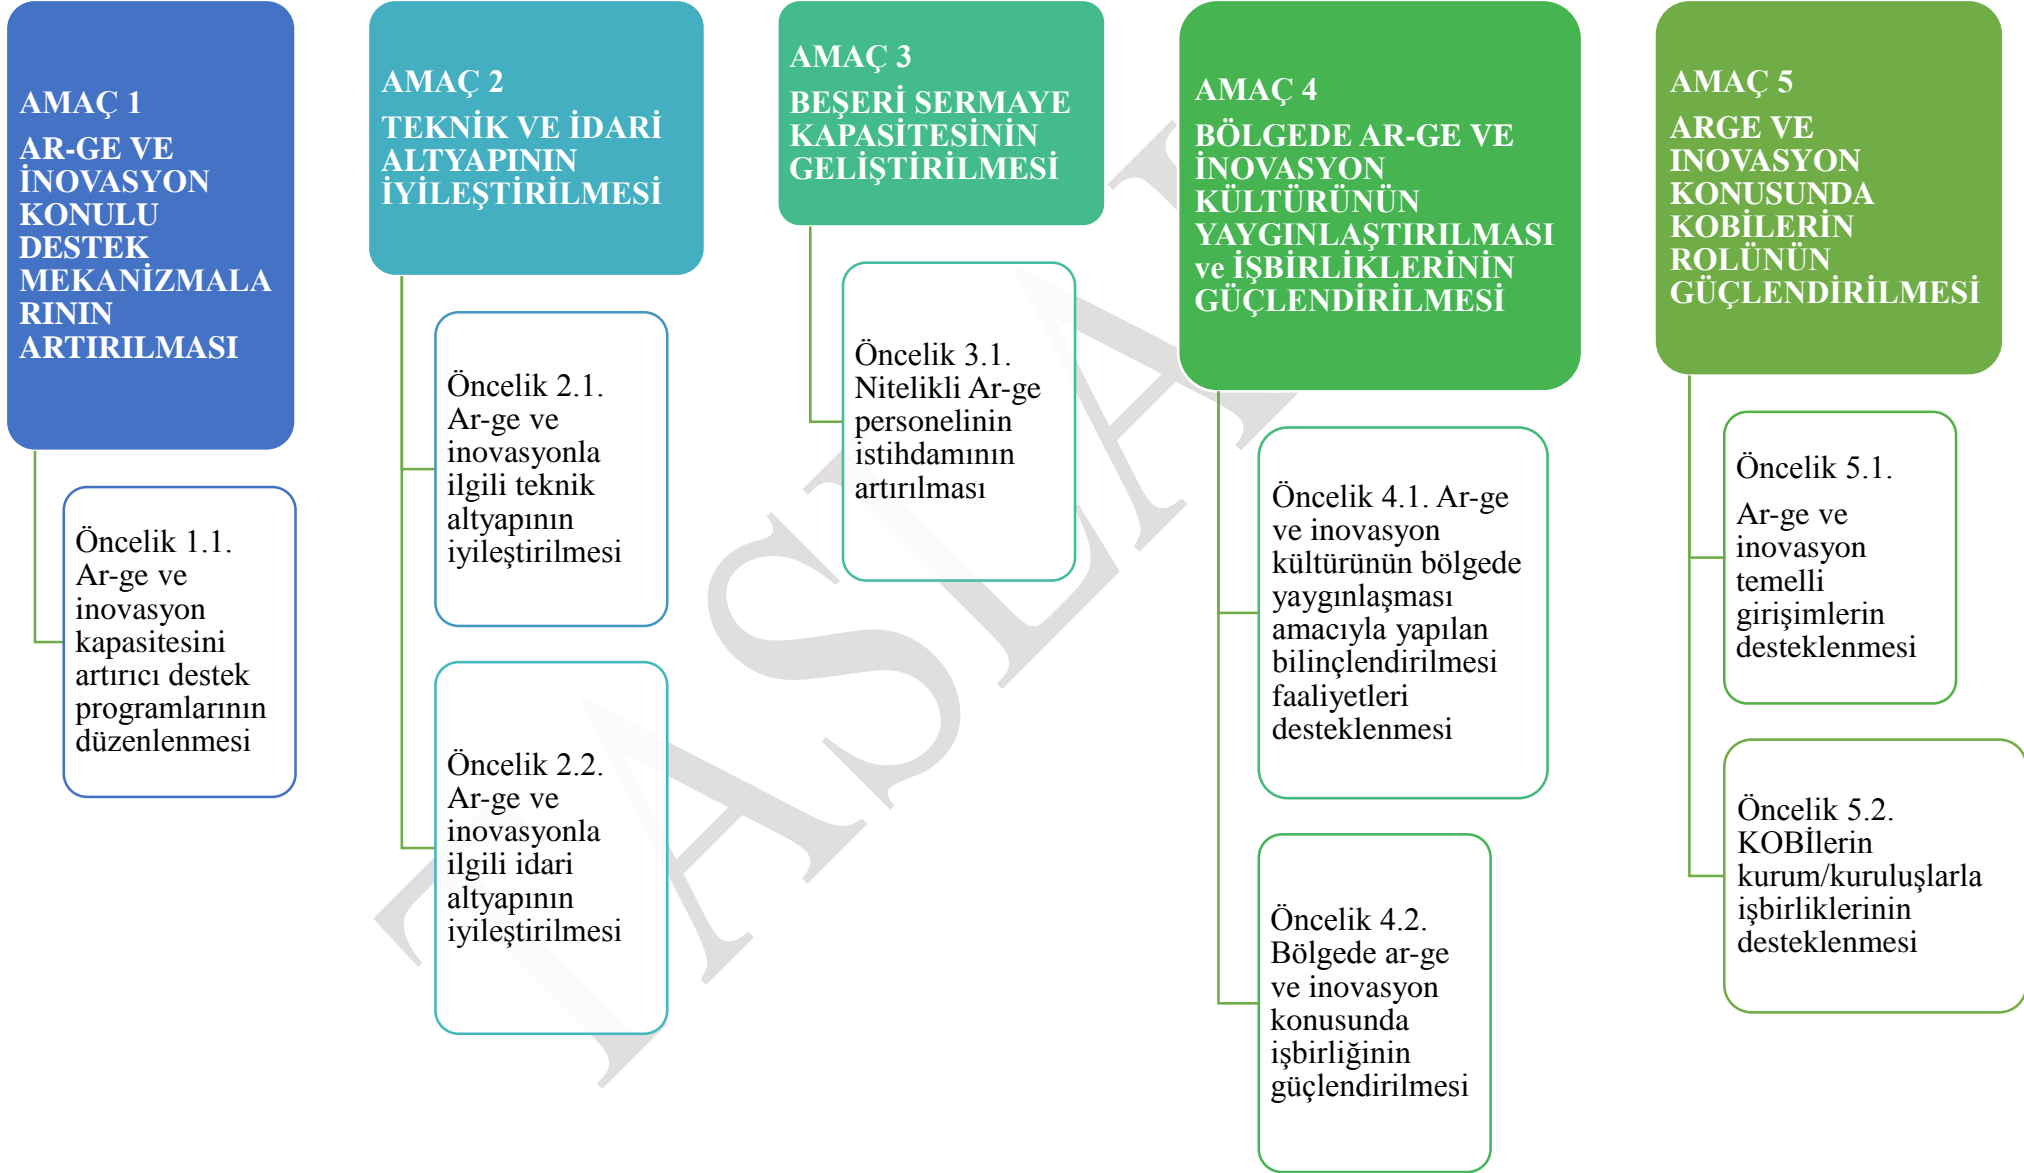 AMAÇ 1
AR-GE VE
İNOVASYON
KONULU
DESTEK
MEKANİZMALA
RININ
ARTIRILMASI
Öncelik 1.1.
Ar-ge ve
inovasyon
kapasitesini
artırıcı destek
programlarının
düzenlenmesi
AMAÇ 2
TEKNİK VE İDARİ
ALTYAPININ
İYİLEŞTİRİLMESİ
Öncelik 2.1.
Ar-ge ve
inovasyonla
ilgili teknik
altyapının
iyileştirilmesi
Öncelik 2.2.
Ar-ge ve
inovasyonla
ilgili idari
altyapının
iyileştirilmesi
AMAÇ 3
BEŞERİ SERMAYE
KAPASİTESİNİN
GELİŞTİRİLMESİ
Öncelik 3.1.
Nitelikli Ar-ge
personelinin
istihdamının
artırılması
AMAÇ 4
BÖLGEDE AR-GE VE
İNOVASYON
KÜLTÜRÜNÜN
YAYGINLAŞTIRILMASI
ve İŞBİRLİKLERİNİN
GÜÇLENDİRİLMESİ
Öncelik 4.1. Ar-ge
ve inovasyon
kültürünün bölgede
yaygınlaşması
amacıyla yapılan
bilinçlendirilmesi
faaliyetleri
desteklenmesi
Öncelik 4.2.
Bölgede ar-ge
ve inovasyon
konusunda
işbirliğinin
güçlendirilmesi
AMAÇ 5
ARGE VE
INOVASYON
KONUSUNDA
KOBİLERİN
ROLÜNÜN
GÜÇLENDİRİLMESİ
Öncelik 5.1.
Ar-ge ve
inovasyon
temelli
girişimlerin
desteklenmesi
Öncelik 5.2.
KOBİlerin
kurum/kuruluşlarla
işbirliklerinin
desteklenmesi